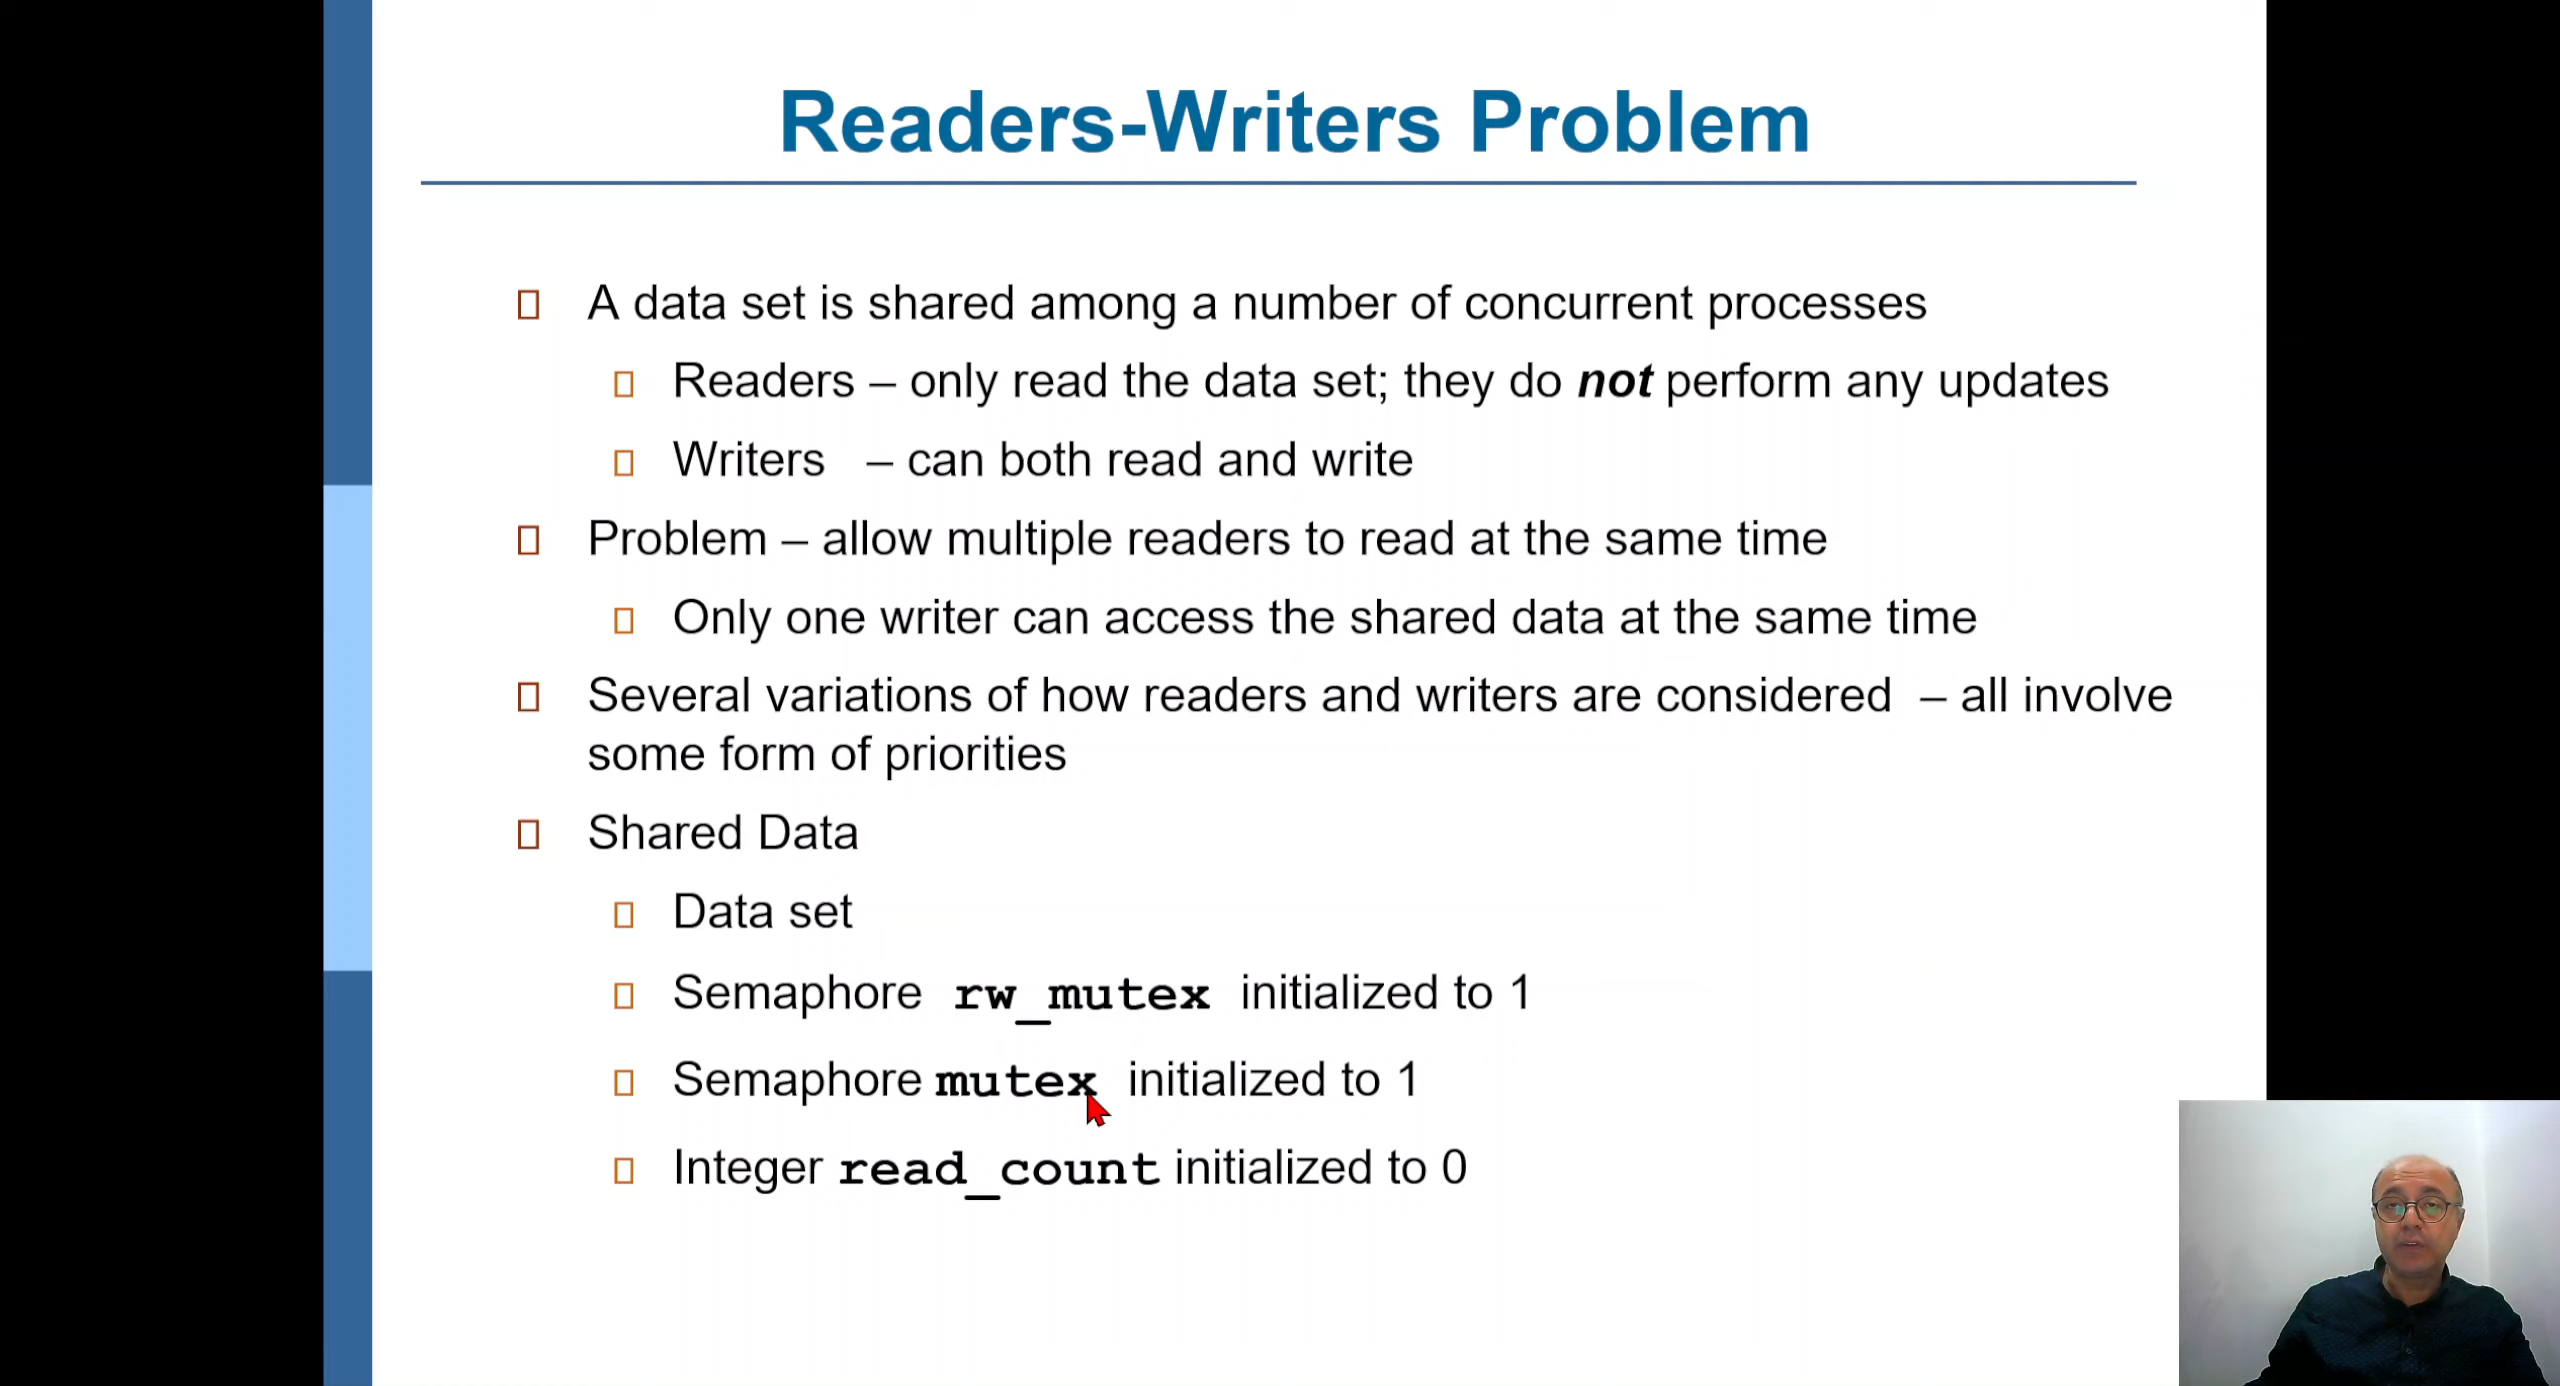 Readers-Writers Problem
A data set is shared among a number of concurrent processes
Readers – only read the data set; they do not perform any updates
Writers – can both read and write
Problem – allow multiple readers to read at the same time
Only one writer can access the shared data at the same time
Several variations of how readers and writers are considered – all involve
some form of priorities
Shared Data
Data set
Semaphore rw_mutex initialized to 1
Semaphore mutex initialized to 1
Integer read_count initialized to 0